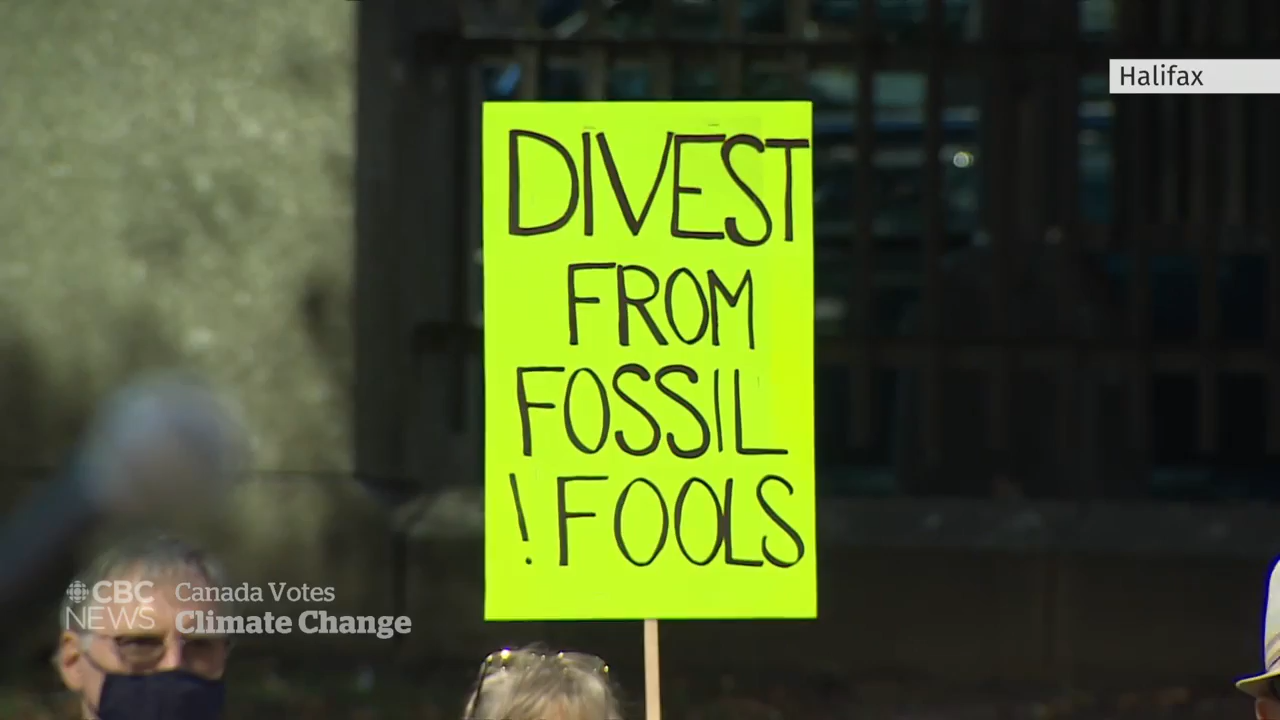 Halifax
DIVEST
FROM
FOSSIL
! FOOLS
CBC
NEWS
Canada Votes
Climate Change